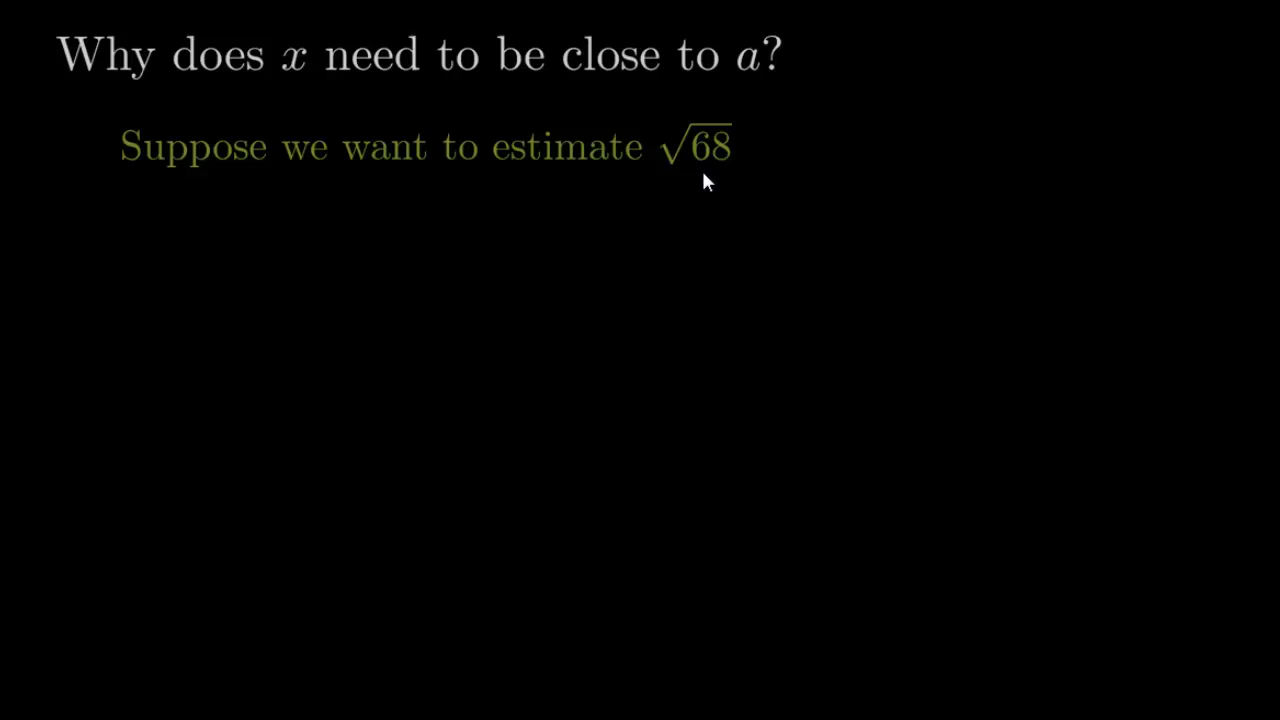 Why does x need to be close to a?
Suppose we want to estimate √68